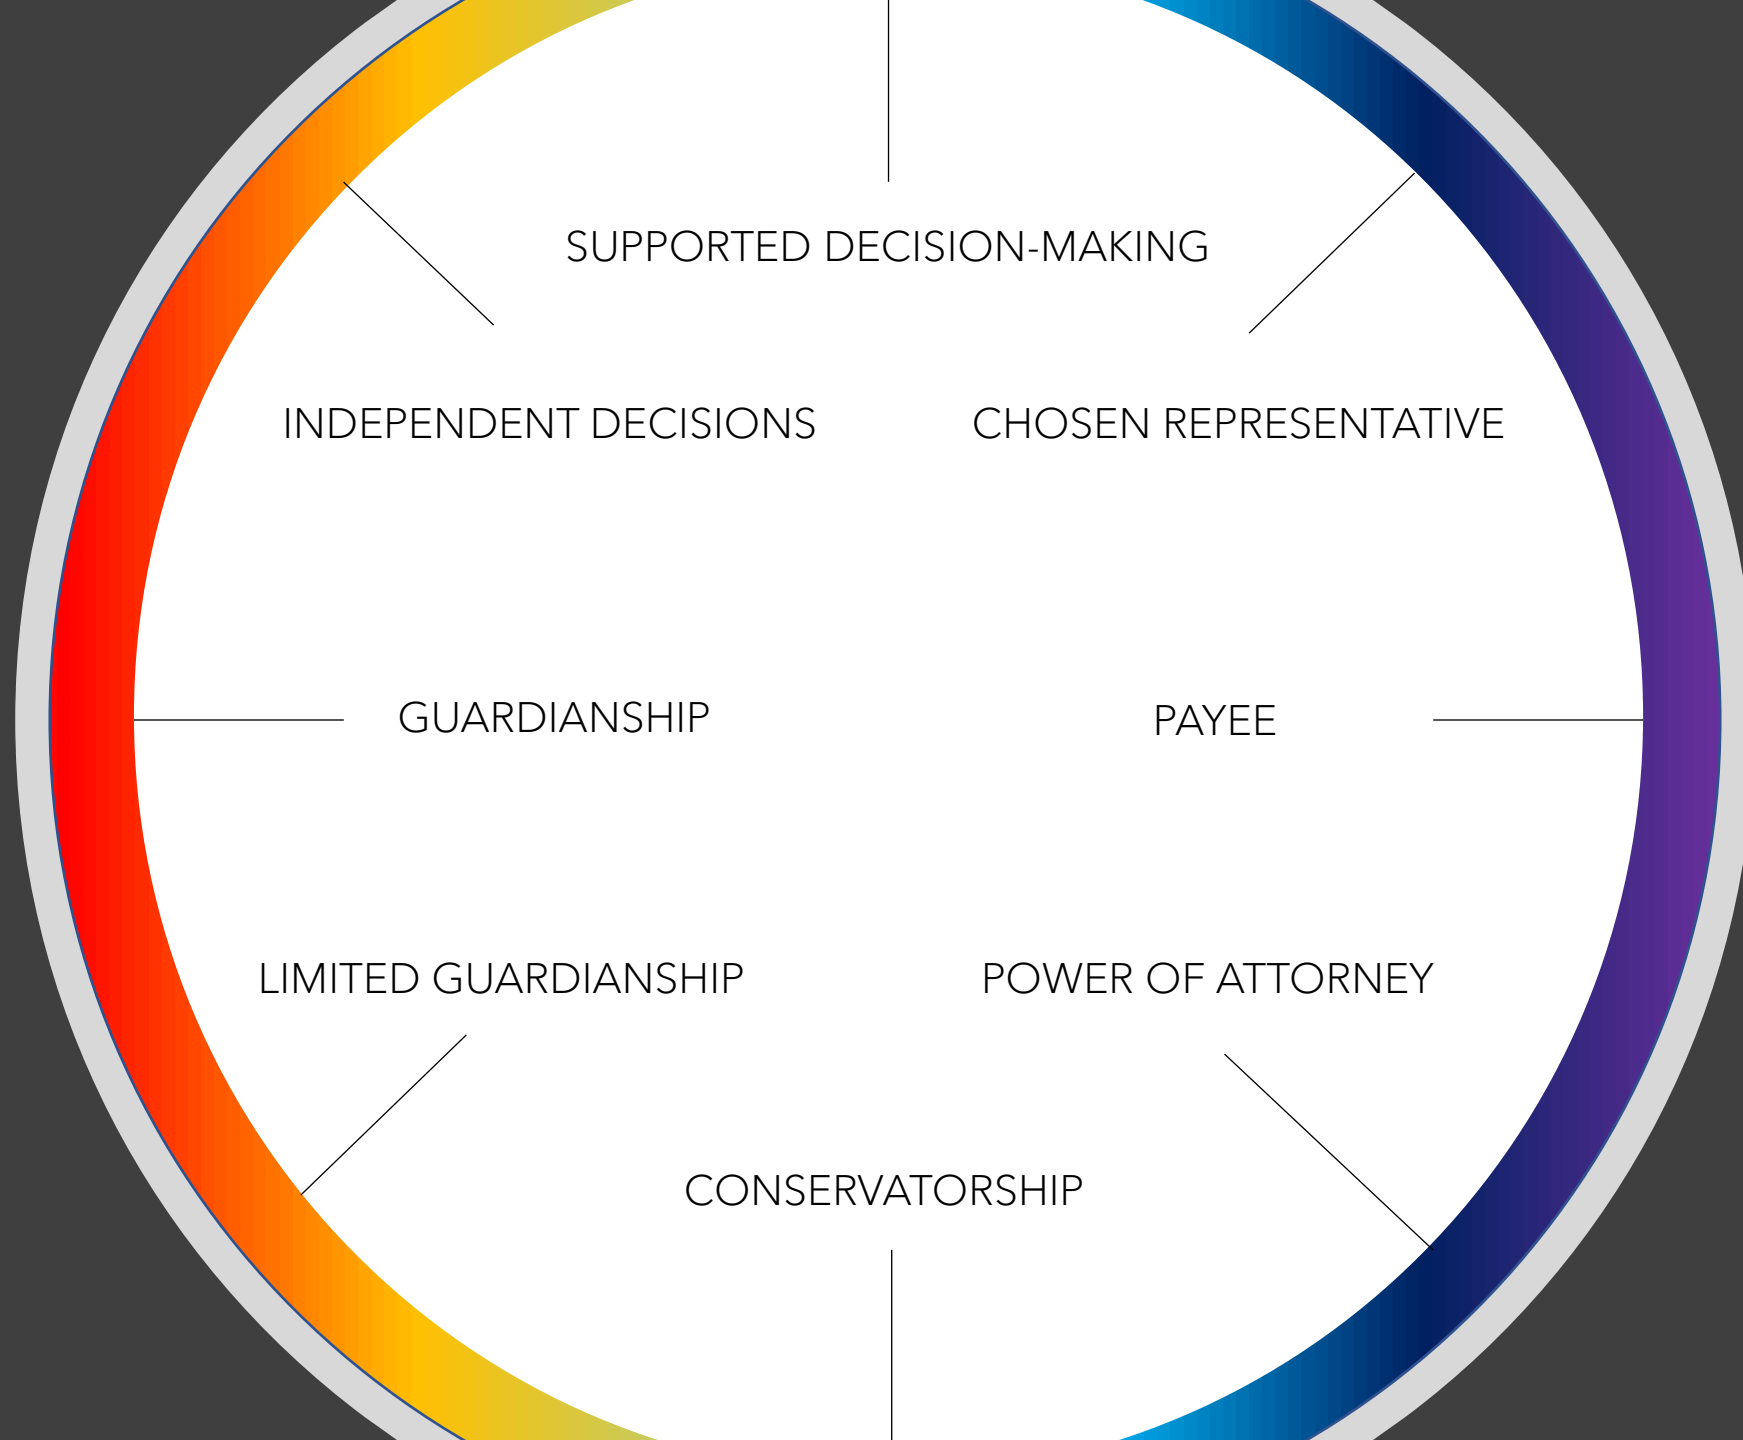 SUPPORTED DECISION-MAKING
INDEPENDENT DECISIONS
CHOSEN REPRESENTATIVE
GUARDIANSHIP
PAYEE
LIMITED GUARDIANSHIP
POWER OF ATTORNEY
CONSERVATORSHIP